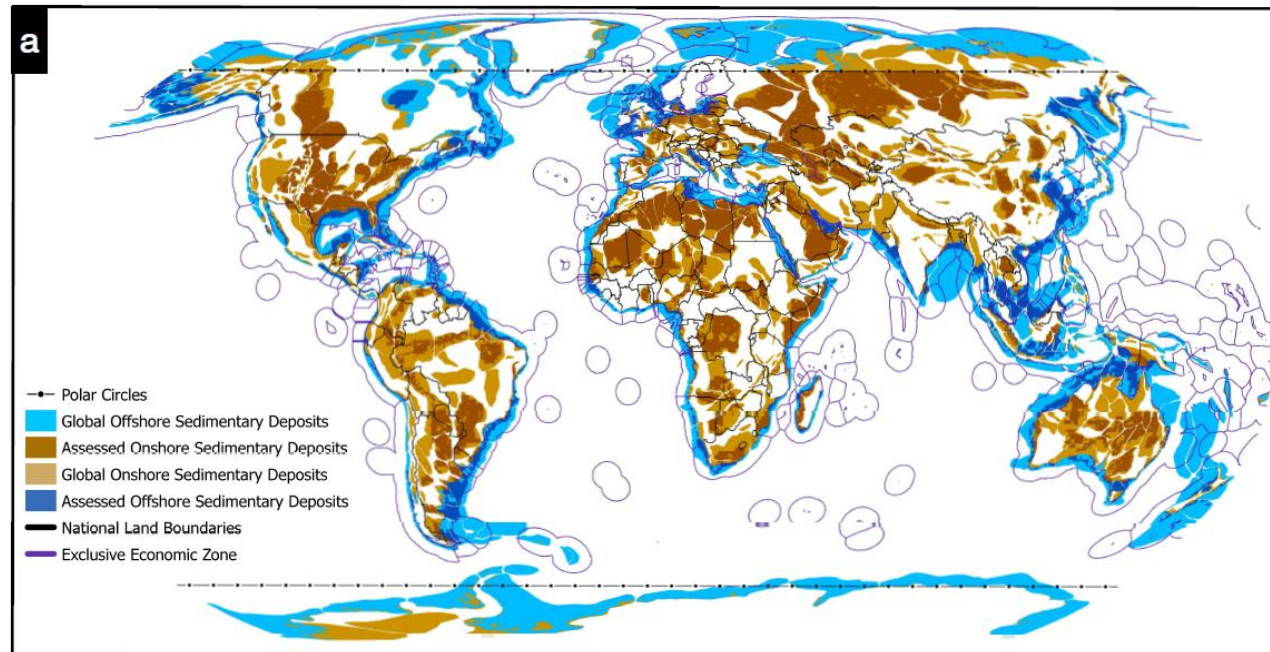 a
Polar Circles
Global Offshore Sedimentary Deposits
Assessed Onshore Sedimentary Deposits
Global Onshore Sedimentary Deposits
Assessed Offshore Sedimentary Deposits
National Land Boundaries
Exclusive Economic Zone